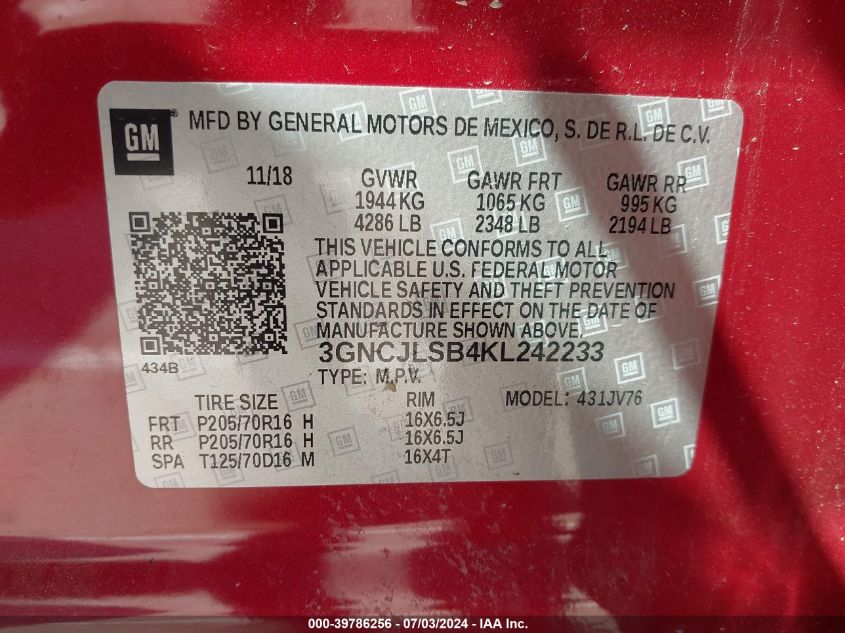 GM
MFD BY GENERAL MOTORS DE MEXICO, S. DE R.L. DE C.V.
11/18 GVWR GAWR FRT GAWR RR
1944 KG 1065 KG 995 KG
4286 LB 2348 LB 2194 LB
THIS VEHICLE CONFORMS TO ALL
APPLICABLE U.S. FEDERAL MOTOR
VEHICLE SAFETY AND THEFT PREVENTION
STANDARDS IN EFFECT ON THE DATE OF
MANUFACTURE SHOWN ABOVE.
434B 3GNCJLSB4KL242233
TYPE: M.P.V.
TIRE SIZE RIM MODEL: 431JV76
FRT P205/70R16 H 16X6.5J
RR P205/70R16 H 16X6.5J
SPA T125/70D16 M 16X4T
000-39786256 - 07/03/2024 - IAA Inc.